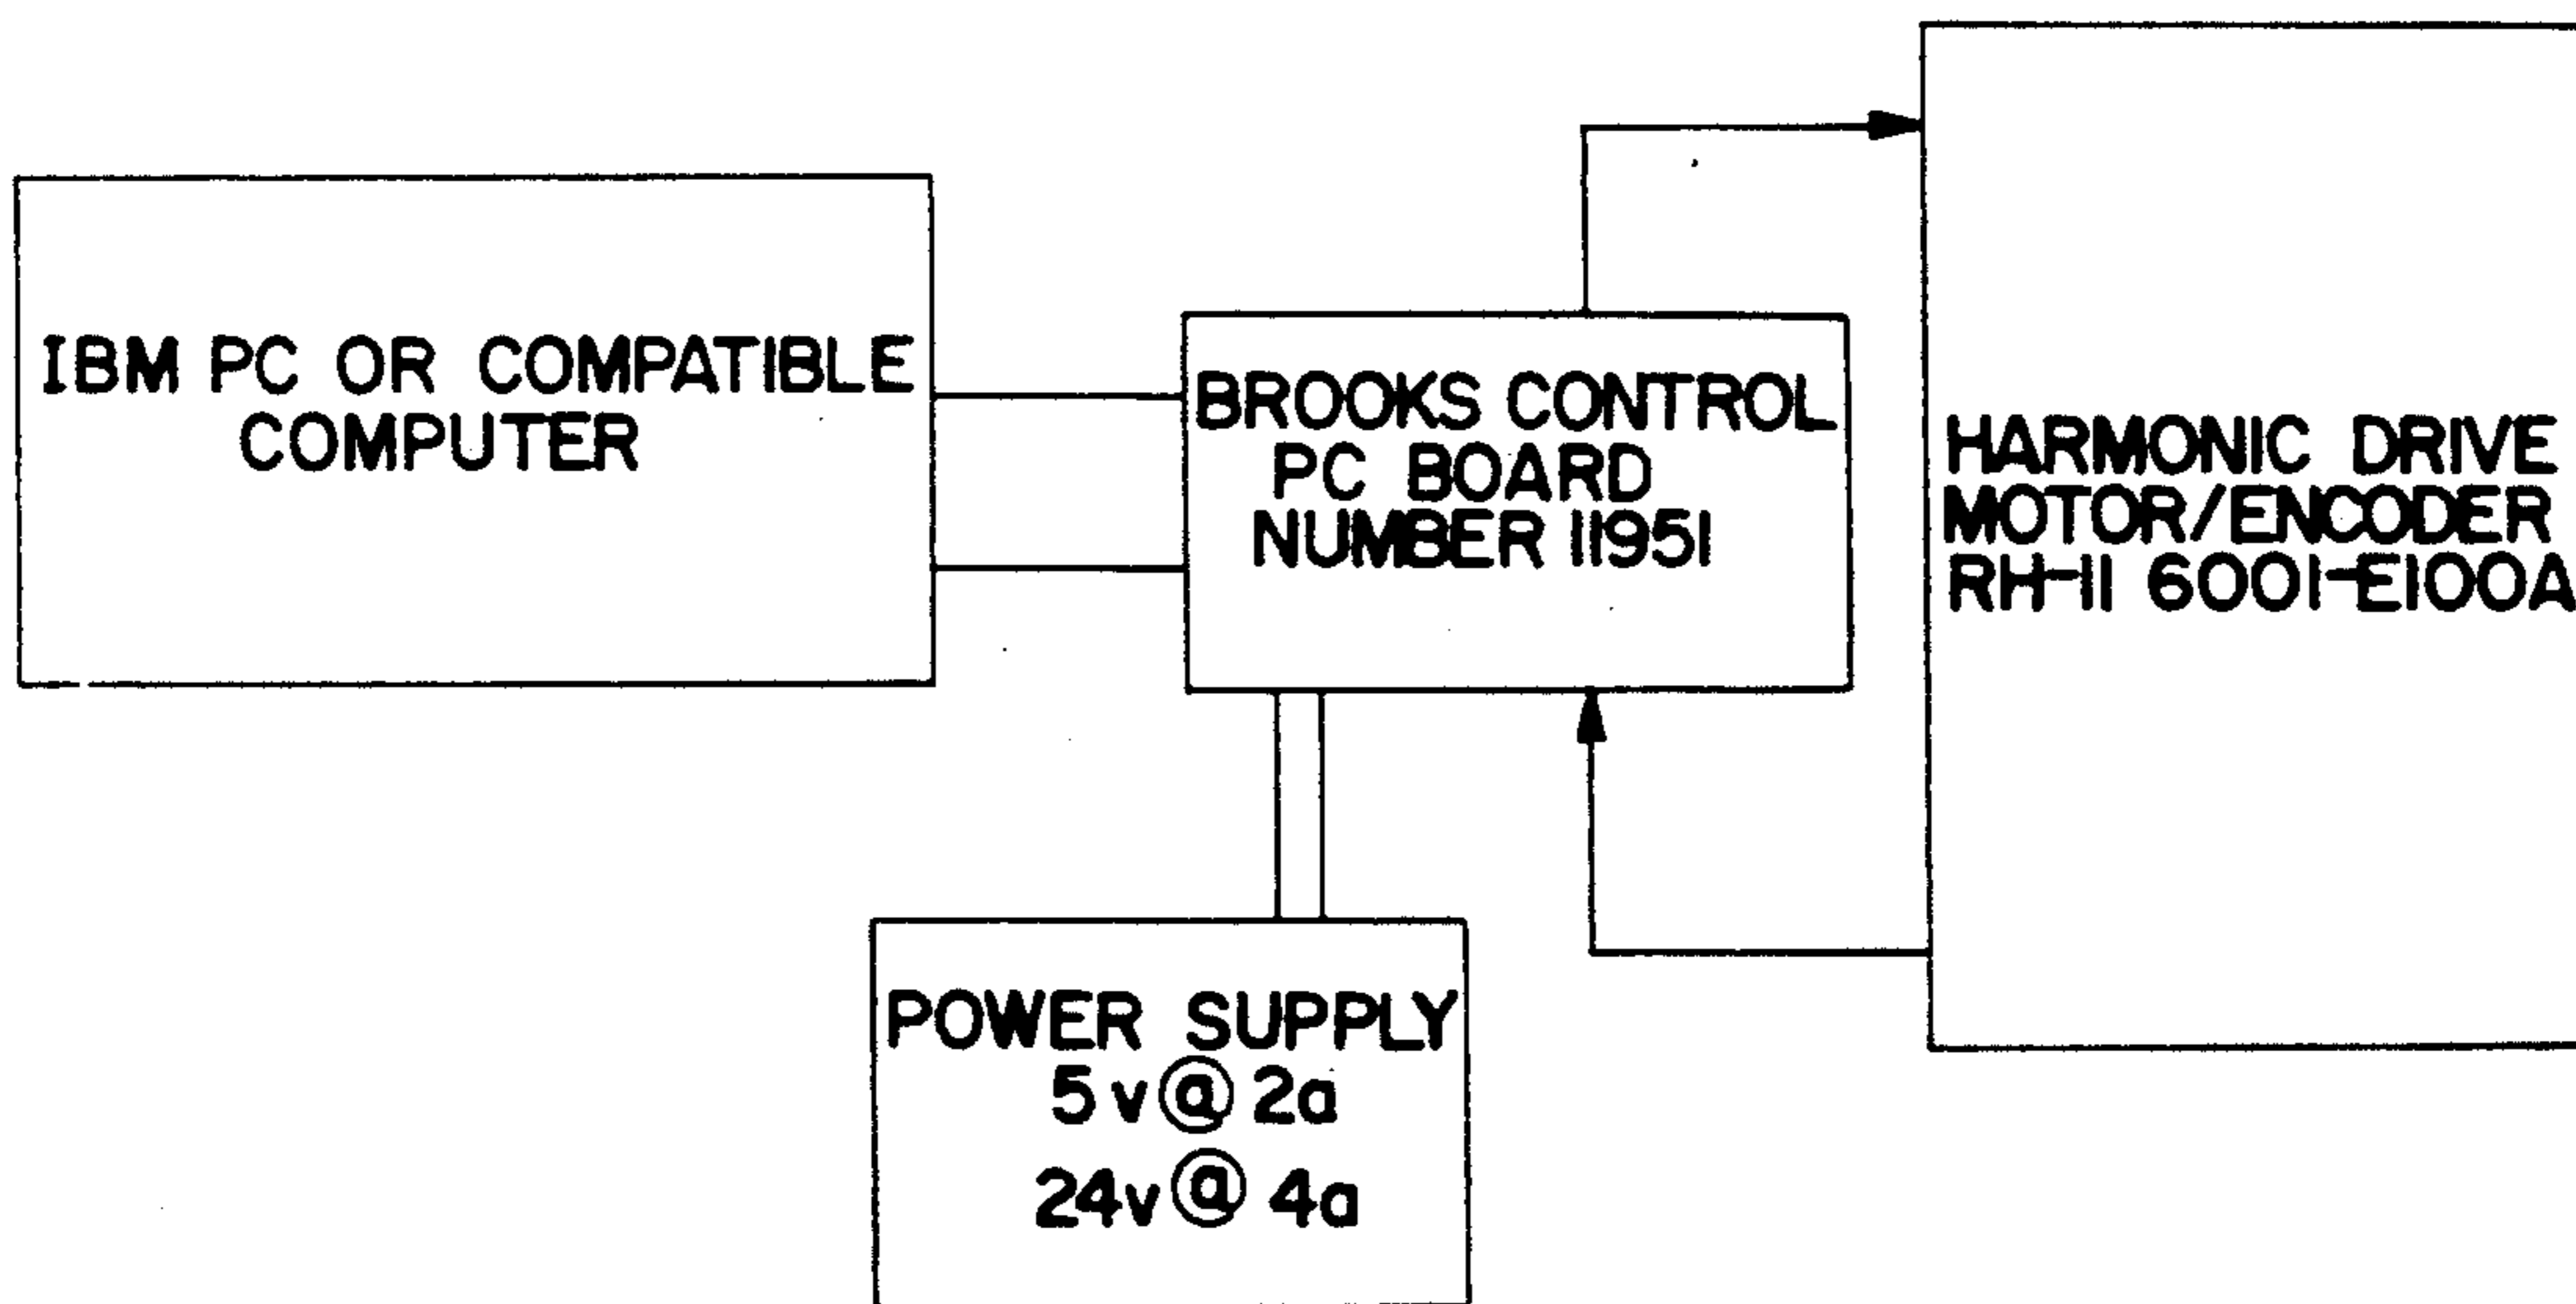 IBM PC OR COMPATIBLE
COMPUTER
BROOKS CONTROL
PC BOARD
NUMBER 11951
HARMONIC DRIVE
MOTOR/ENCODER
RH-11 6001-E100A
POWER SUPPLY
5v@2a
24v@ 4a